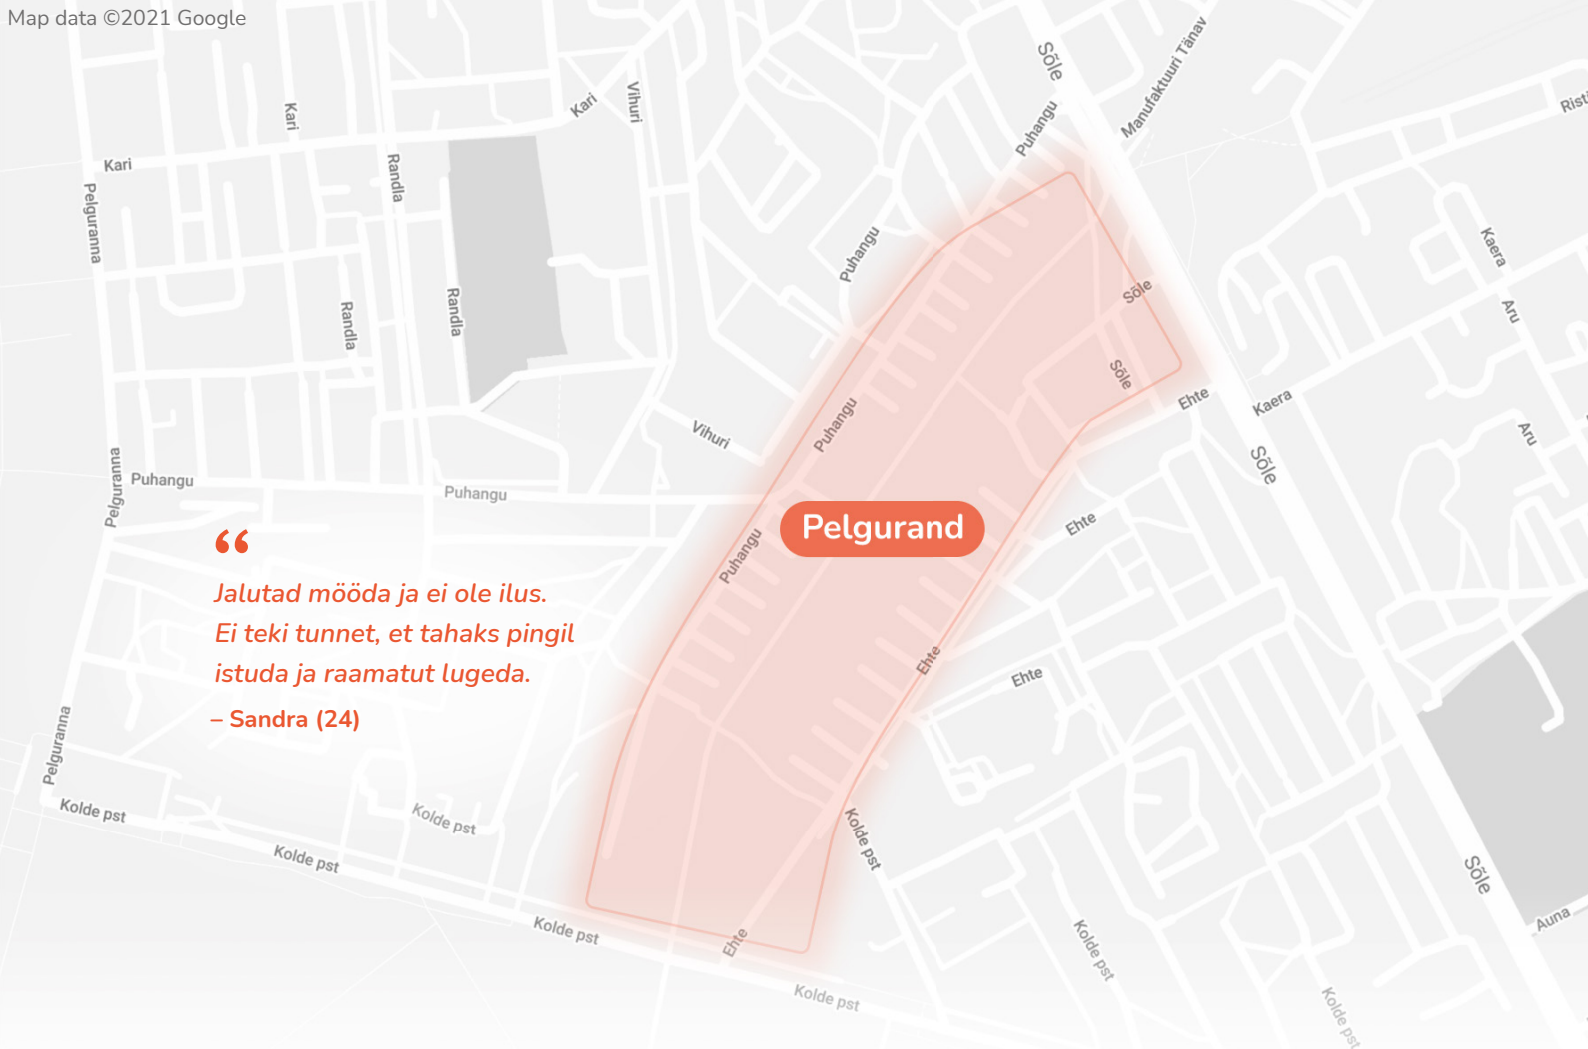 Map data ©2021 Google
Sõle
Manufaktuuri Tänav
Puhangu
Kari
Vihuri
Kari
Kari
Randla
Pelguranna
Puhangu
Kaera
Aru
Sõle
Randla
Randla
Sõle
Ehte
Kaera
Puhangu
Vihuri
Aru
Sõle
Pelguranna
Puhangu
Puhangu
Pelgurand
Ehte
Puhangu
“
Jalutad mööda ja ei ole ilus.
Ei teki tunnet, et tahaks pingil
istuda ja raamatut lugeda.
– Sandra (24)
Ehte
Ehte
Pelguranna
Kolde pst
Kolde pst
Kolde pst
Kolde pst
Sõle
Kolde pst
Ehte
Auna
Kolde pst
Kolde pst
Kolde pst